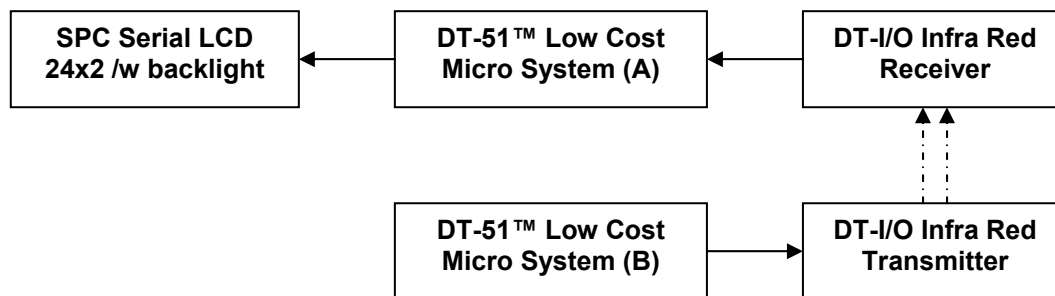 SPC Serial LCD
24x2 /w backlight
DT-51™ Low Cost
Micro System (A)
DT-I/O Infra Red
Receiver
DT-51™ Low Cost
Micro System (B)
DT-I/O Infra Red
Transmitter